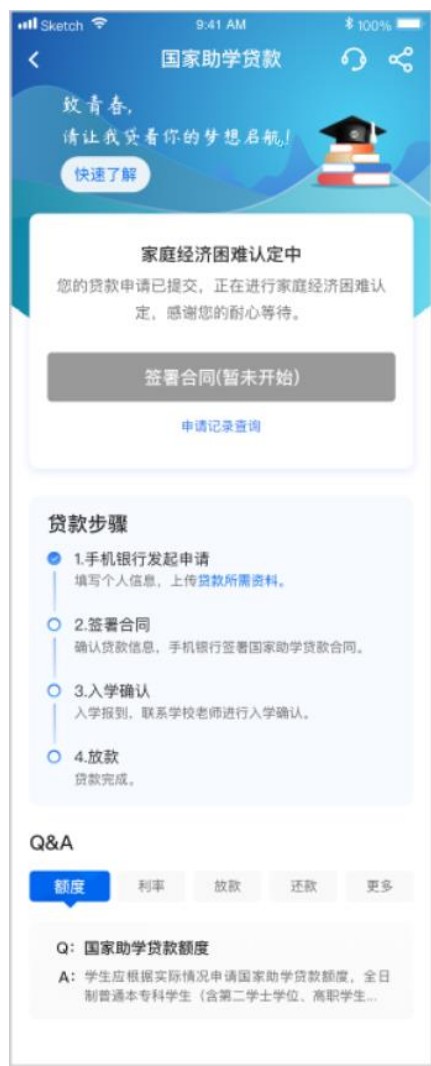 Sketch 9:41 AM 100%
国家助学贷款
致青春,
请让我贷着你的梦想启航!
快速了解
家庭经济困难认定中
您的贷款申请已提交，正在进行家庭经济困难认
定，感谢您的耐心等待。
签署合同(暂未开始)
申请记录查询
贷款步骤
1.手机银行发起申请
填写个人信息，上传贷款所需资料。
2.签署合同
确认贷款信息，手机银行签署国家助学贷款合同。
3.入学确认
入学报到，联系学校老师进行入学确认。
4.放款
贷款完成。
Q&A
额度 利率 放款 还款 更多
Q: 国家助学贷款额度
A: 学生应根据实际情况申请国家助学贷款额度，全日
制普通本专科学生（含第二学士学位、高职学生...